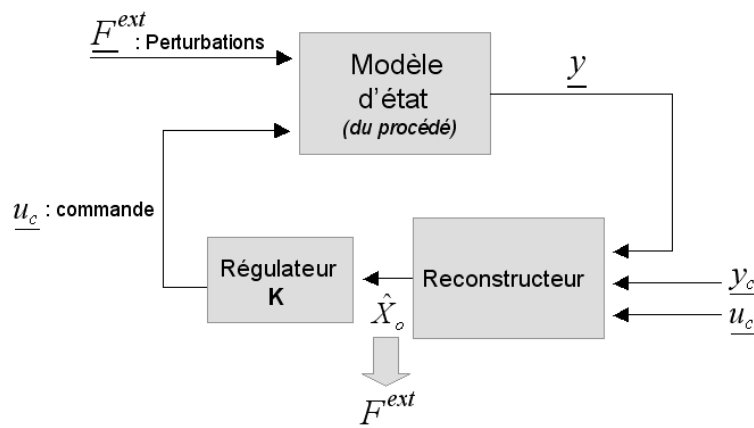 F^ext : Perturbations
Modèle
d'état
(du procédé)
y
u_c : commande
Régulateur
K
Reconstructeur
X̂_o
y_c
u_c
F^ext